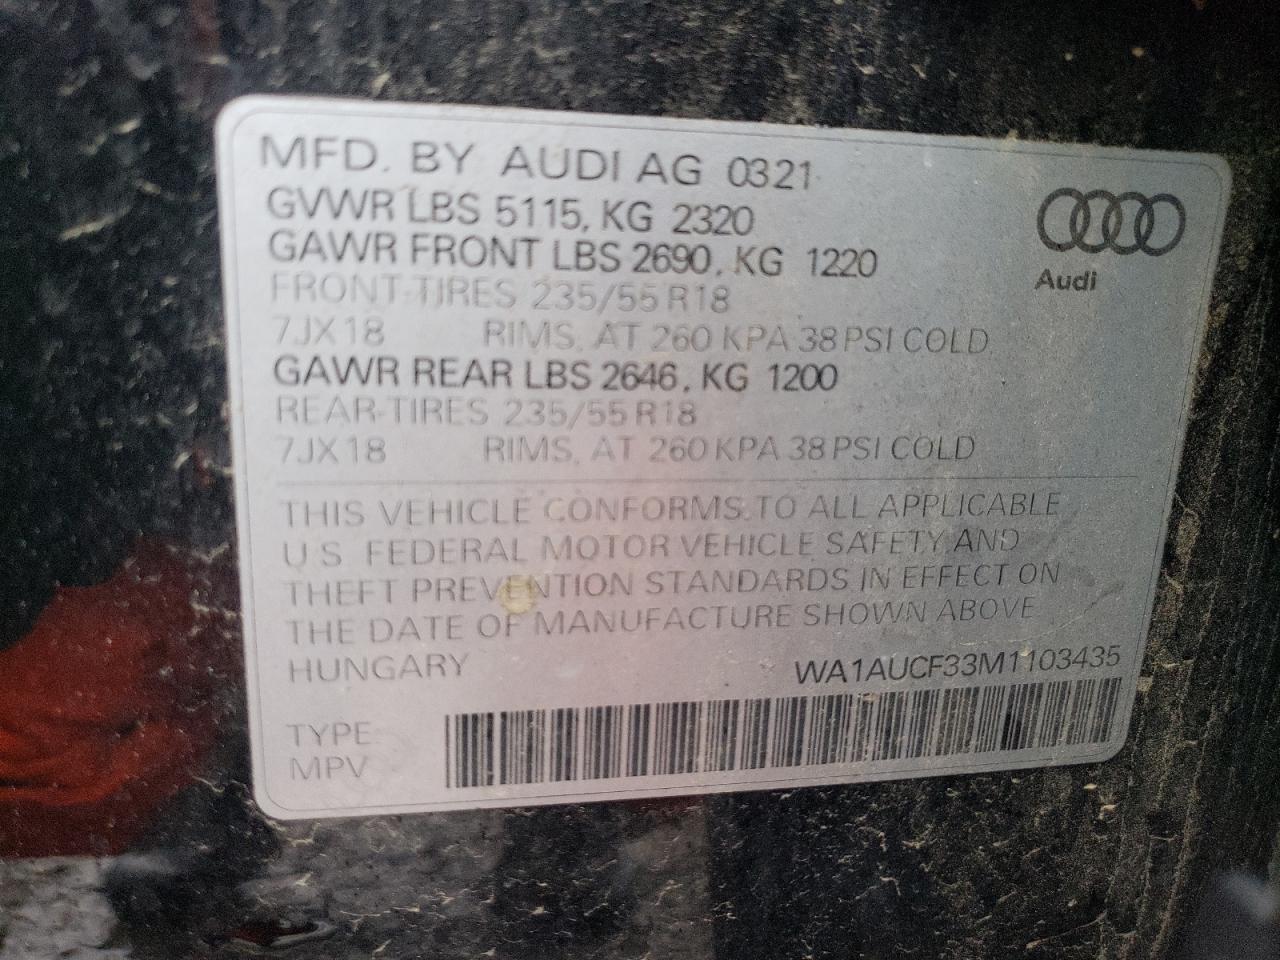 MFD. BY AUDI AG 0321
GVWR LBS 5115, KG 2320
GAWR FRONT LBS 2690, KG 1220
FRONT-TIRES 235/55 R18
7JX18 RIMS, AT 260 KPA 38 PSI COLD
GAWR REAR LBS 2646, KG 1200
REAR-TIRES 235/55 R18
7JX18 RIMS, AT 260 KPA 38 PSI COLD
Audi
THIS VEHICLE CONFORMS TO ALL APPLICABLE
U S FEDERAL MOTOR VEHICLE SAFETY AND
THEFT PREVENTION STANDARDS IN EFFECT ON
THE DATE OF MANUFACTURE SHOWN ABOVE
HUNGARY WA1AUCF33M1103435
TYPE
MPV